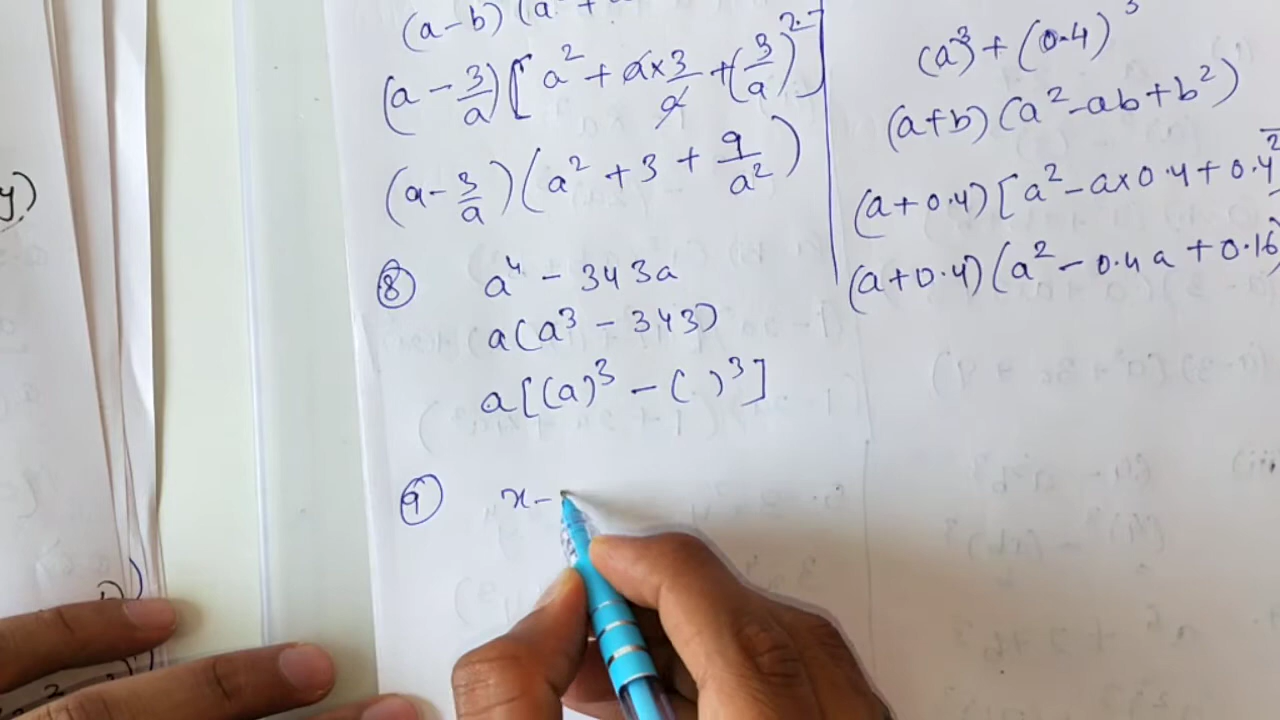 (a-b) (a² +
(a - 3/a) [a² + a×3/a + (3/a)²]
(a - 3/a) (a² + 3 + 9/a²)
⑧ a⁴ - 343a
a(a³ - 343)
a[(a)³ - ( )³]
⑨ x -
(a)³ + (0.4)³
(a+b) (a² - ab + b²)
(a + 0.4) [a² - a×0.4 + 0.4²
(a + 0.4) (a² - 0.4a + 0.16)
y)